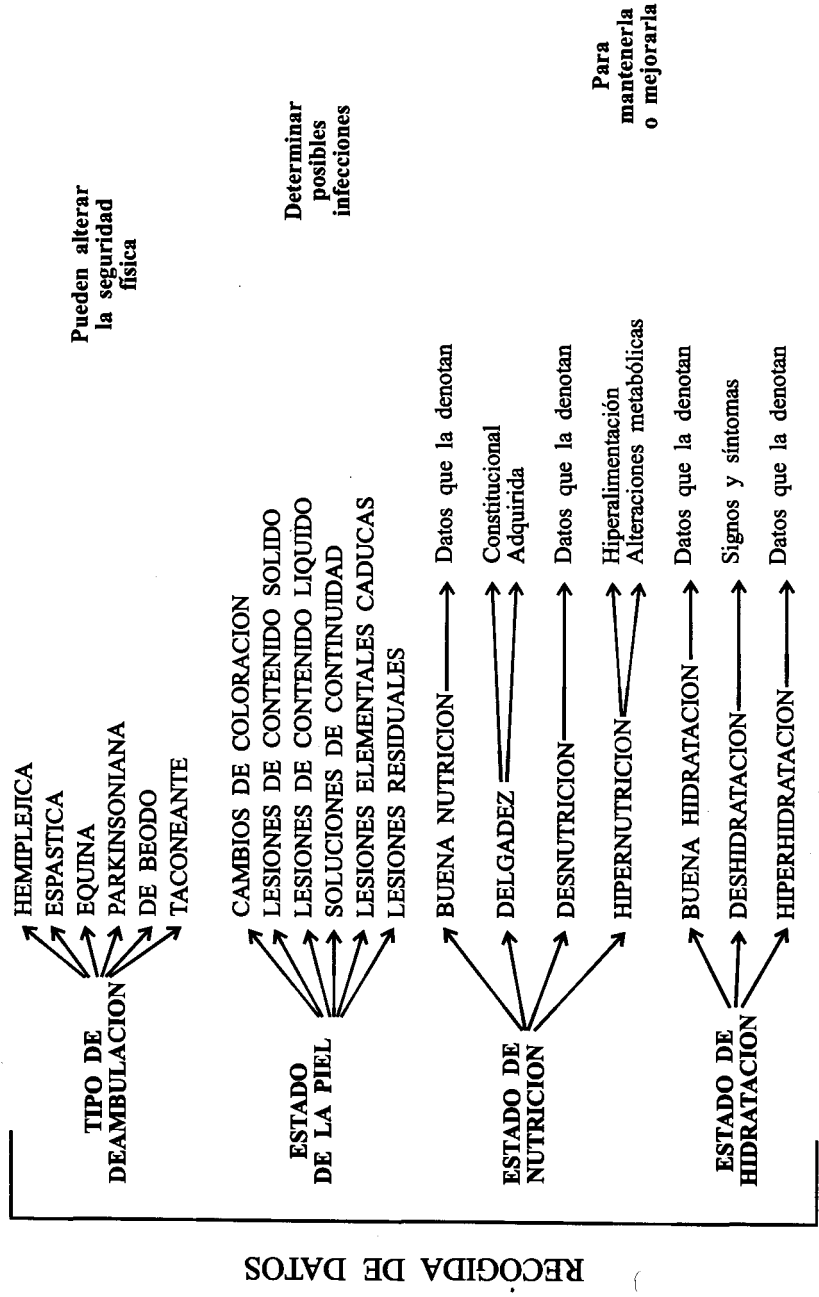 RECOGIDA DE DATOS
TIPO DE
DEAMBULACION
HEMIPLEJICA
ESPASTICA
EQUINA
PARKINSONIANA
DE BEODO
TACONEANTE
Pueden alterar
la seguridad
física
ESTADO
DE LA PIEL
CAMBIOS DE COLORACION
LESIONES DE CONTENIDO SOLIDO
LESIONES DE CONTENIDO LIQUIDO
SOLUCIONES DE CONTINUIDAD
LESIONES ELEMENTALES CADUCAS
LESIONES RESIDUALES
Determinar
posibles
infecciones
ESTADO DE
NUTRICION
BUENA NUTRICION
Datos que la denotan
DELGADEZ
Constitucional
Adquirida
DESNUTRICION
Datos que la denotan
HIPERNUTRICION
Hiperalimentación
Alteraciones metabólicas
Para
mantenerla
o mejorarla
ESTADO DE
HIDRATACION
BUENA HIDRATACION
Datos que la denotan
DESHIDRATACION
Signos y síntomas
HIPERHIDRATACION
Datos que la denotan